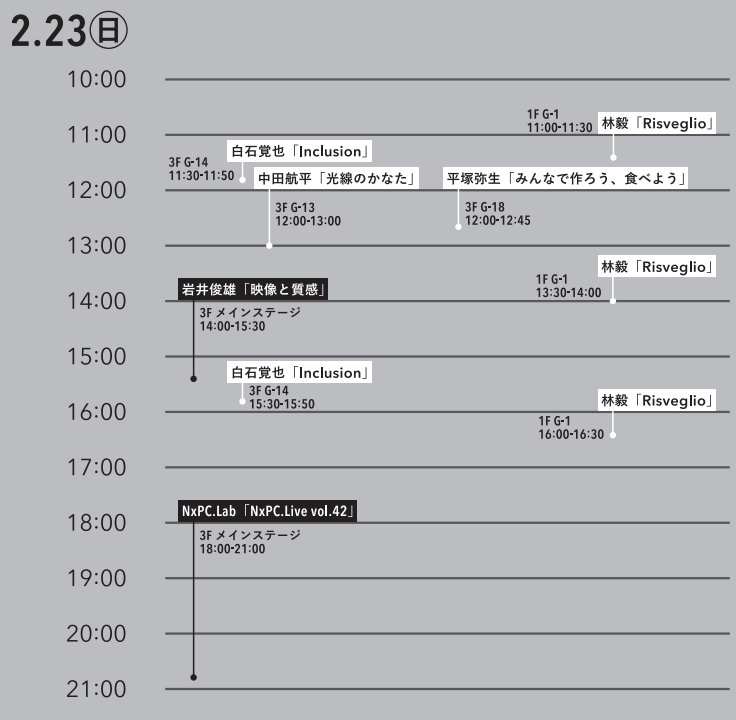 2.23㊐
10:00
1F G-1
11:00-11:30
林毅「Risveglio」
11:00
白石覚也「Inclusion」
3F G-14
11:30-11:50
中田航平「光線のかなた」
平塚弥生「みんなで作ろう、食べよう」
12:00
3F G-13
12:00-13:00
3F G-18
12:00-12:45
13:00
林毅「Risveglio」
1F G-1
13:30-14:00
岩井俊雄「映像と質感」
14:00
3F メインステージ
14:00-15:30
15:00
白石覚也「Inclusion」
3F G-14
15:30-15:50
林毅「Risveglio」
16:00
1F G-1
16:00-16:30
17:00
NxPC.Lab「NxPC.Live vol.42」
18:00
3F メインステージ
18:00-21:00
19:00
20:00
21:00